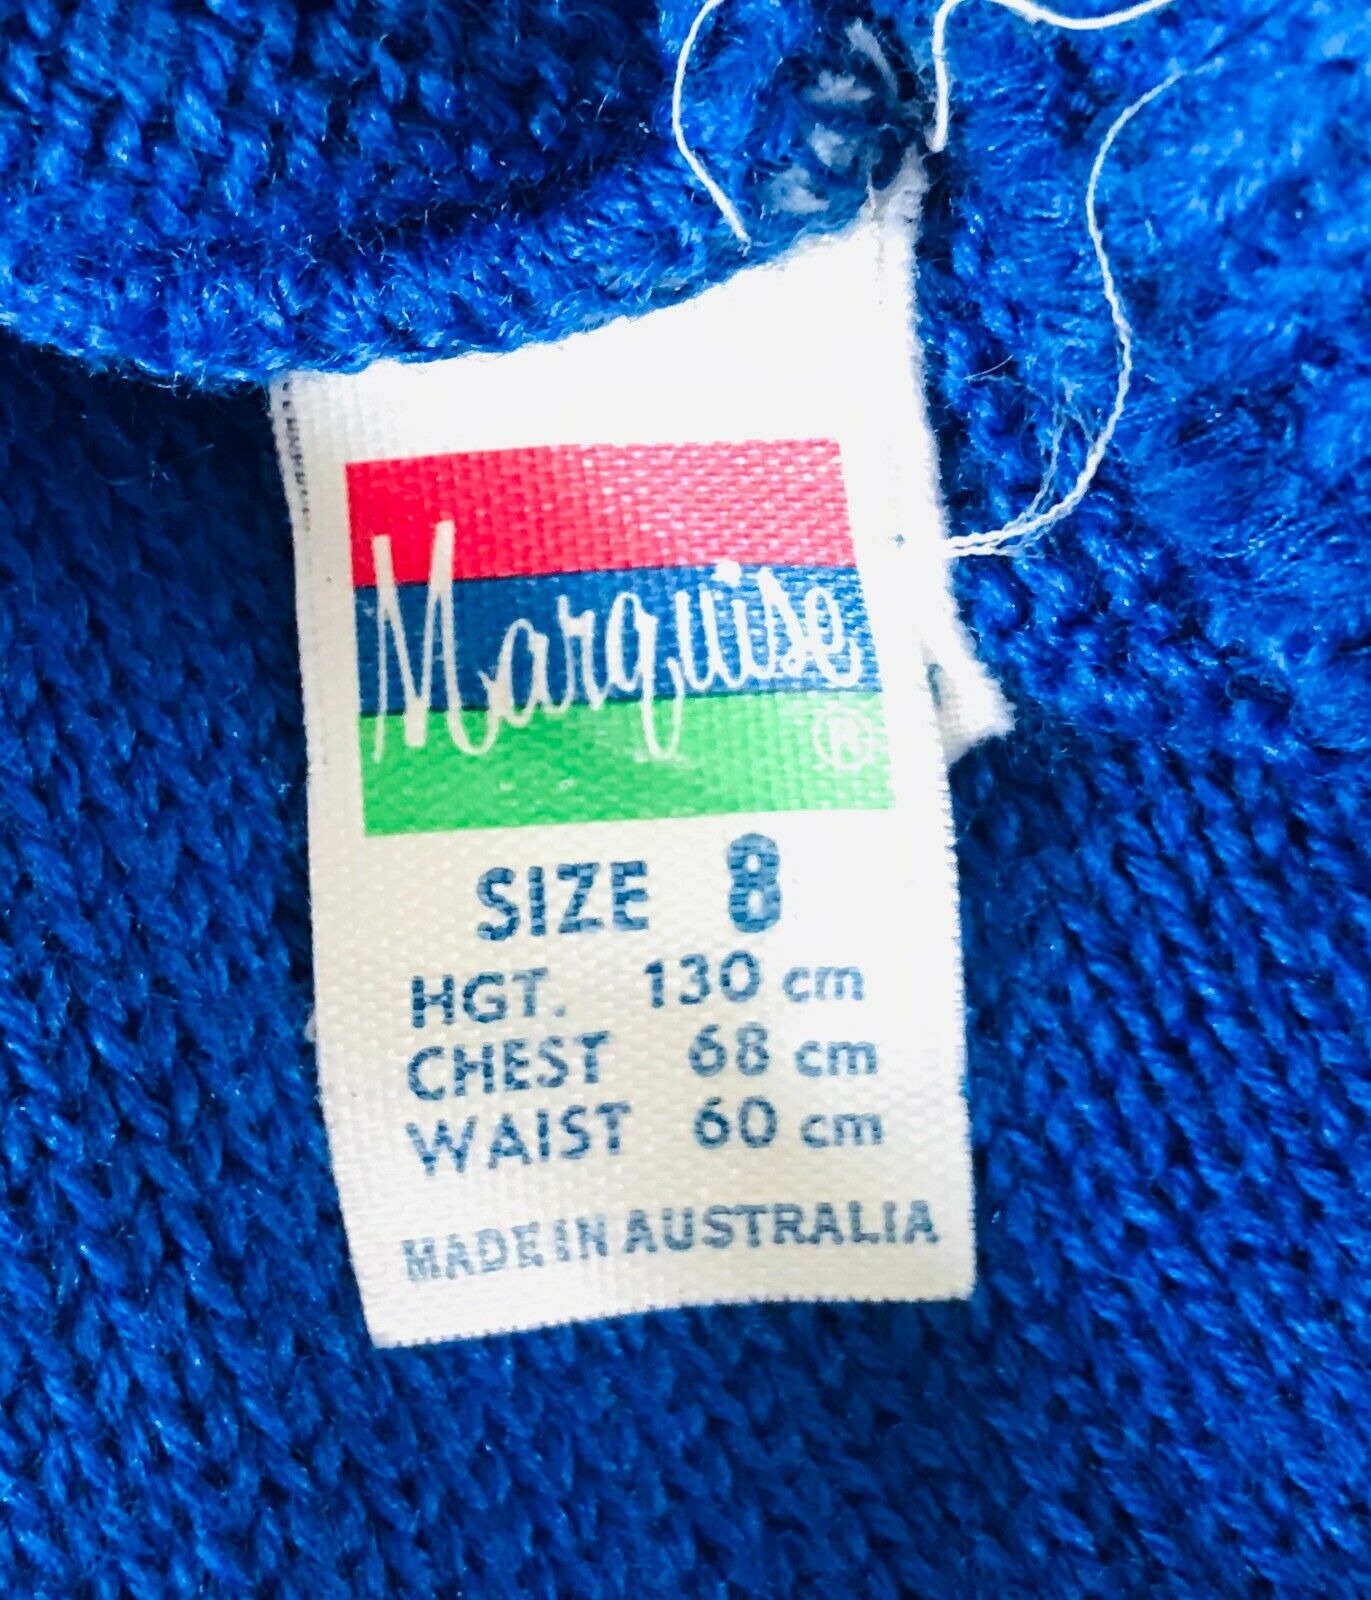 Marquise ®
SIZE 8
HGT. 130 cm
CHEST 68 cm
WAIST 60 cm
MADE IN AUSTRALIA